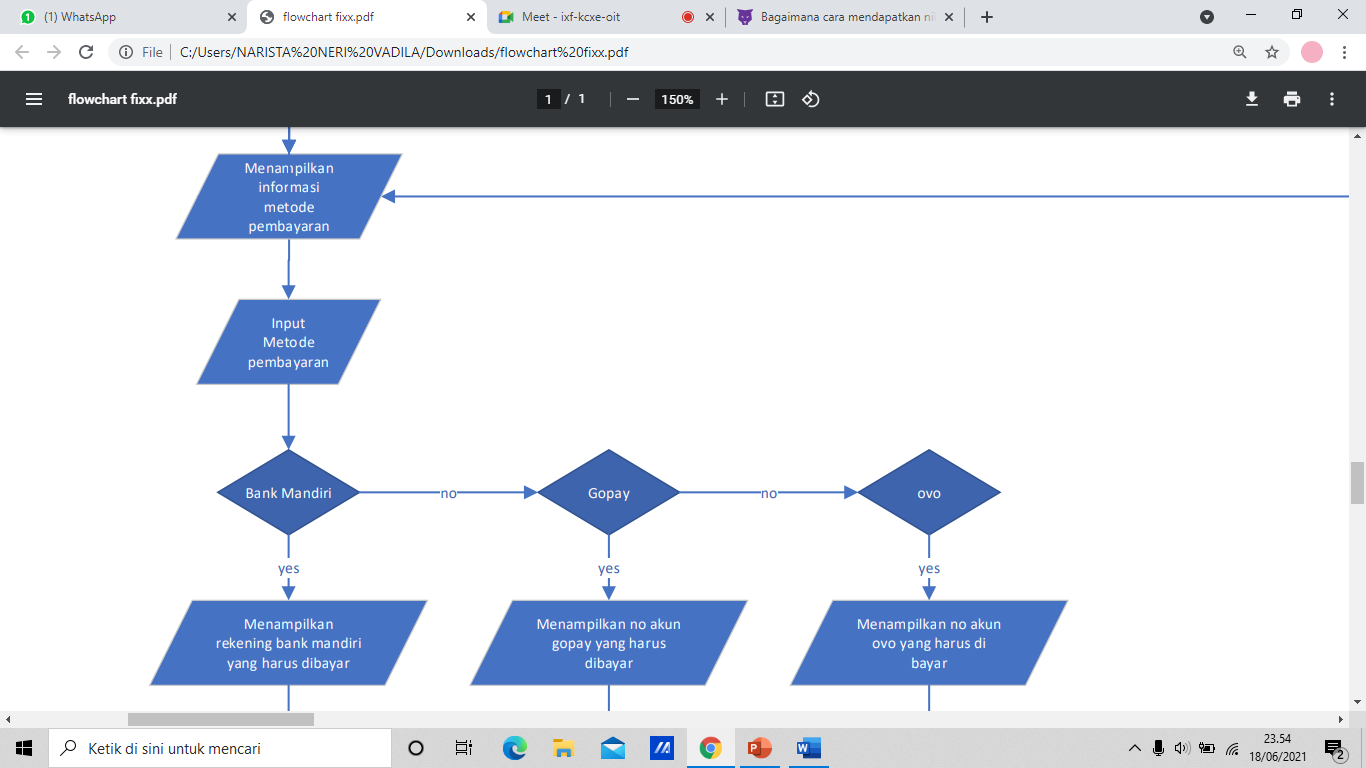 (1) WhatsApp
flowchart fixx.pdf
Meet - ixf-kcxe-oit
Bagaimana cara mendapatkan ni
File
C:/Users/NARISTA%20NERI%20VADILA/Downloads/flowchart%20fixx.pdf
flowchart fixx.pdf
1 / 1
150%
Menampilkan
informasi
metode
pembayaran
Input
Metode
pembayaran
Bank Mandiri
no
Gopay
no
ovo
yes
yes
yes
Menampilkan
rekening bank mandiri
yang harus dibayar
Menampilkan no akun
gopay yang harus
dibayar
Menampilkan no akun
ovo yang harus di
bayar
Ketik di sini untuk mencari
23.54
18/06/2021
2